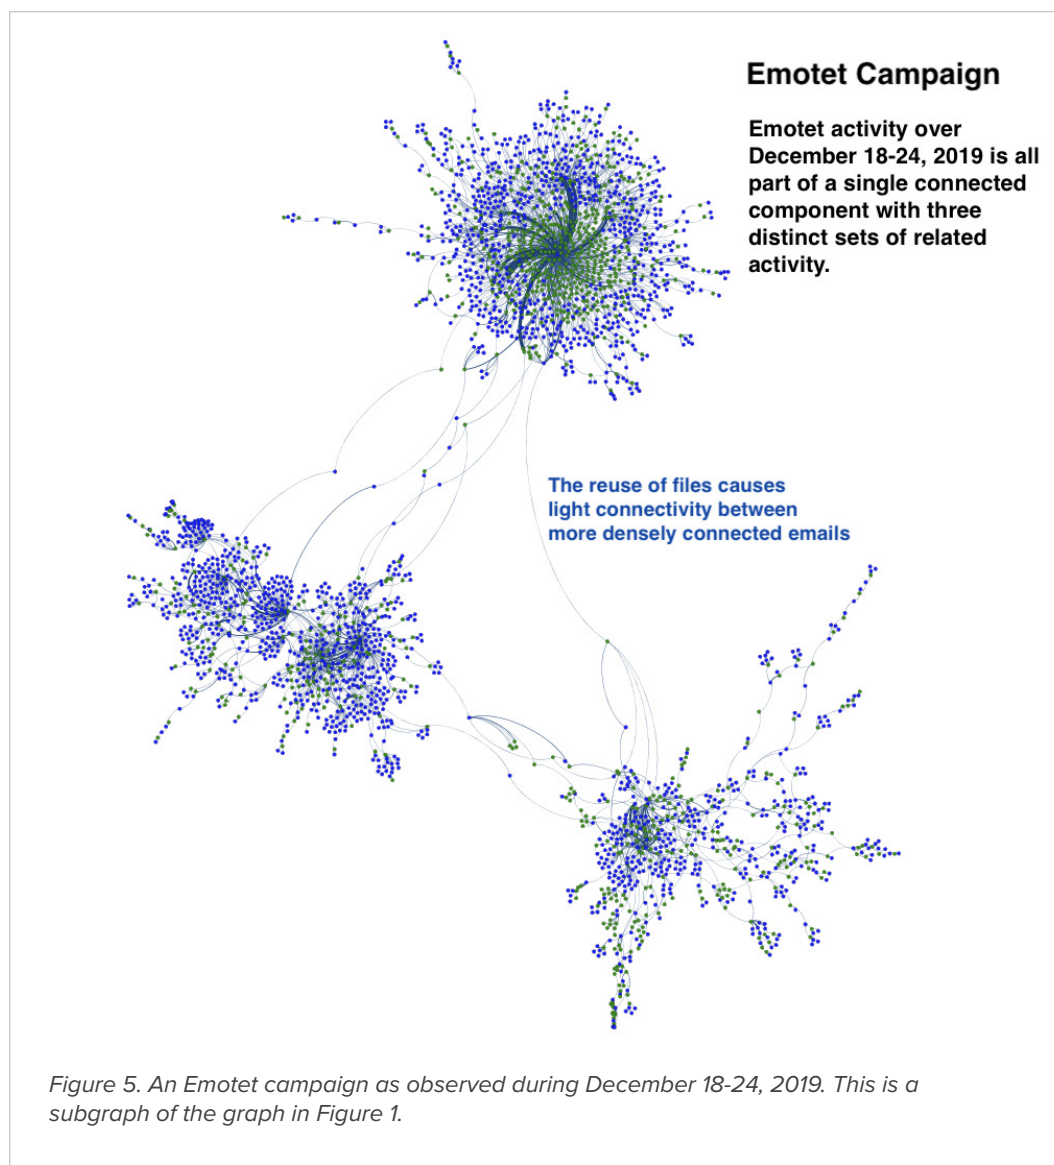 Emotet Campaign
Emotet activity over
December 18-24, 2019 is all
part of a single connected
component with three
distinct sets of related
activity.
The reuse of files causes
light connectivity between
more densely connected emails
Figure 5. An Emotet campaign as observed during December 18-24, 2019. This is a
subgraph of the graph in Figure 1.